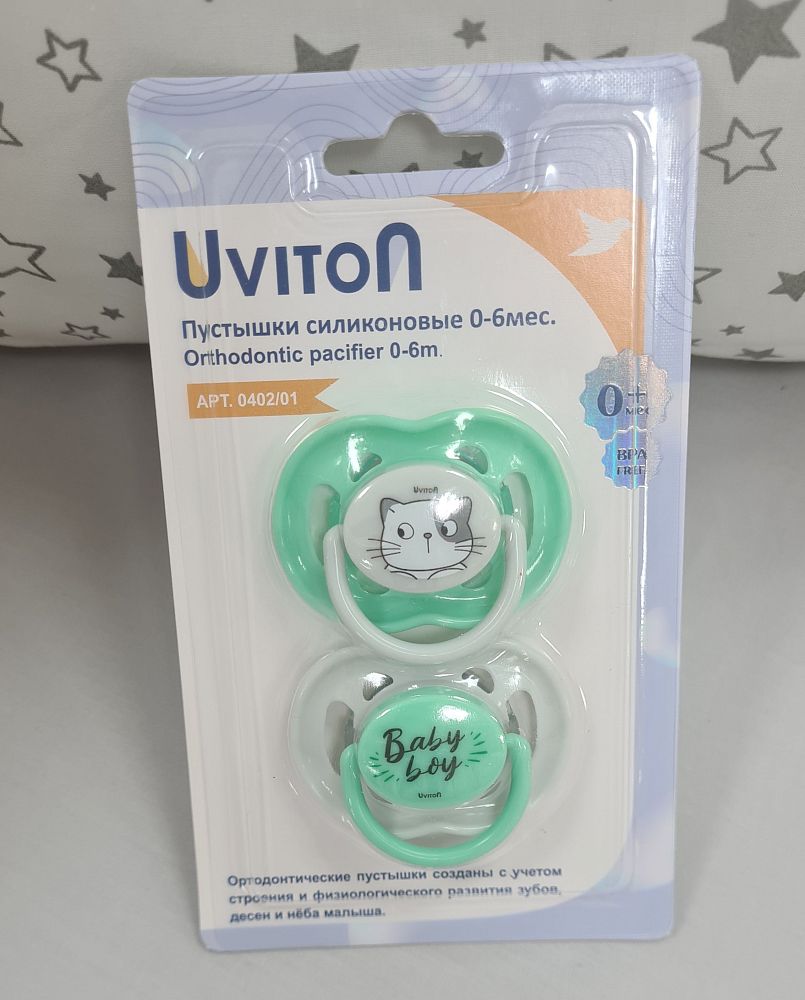 UVITON
Пустышки силиконовые 0-6мес.
Orthodontic pacifier 0-6m.
АРТ. 0402/01
0+
мес
BPA
FREE
UVITON
Baby
boy
UVITON
Ортодонтические пустышки созданы с учетом
строения и физиологического развития зубов,
десен и нёба малыша.